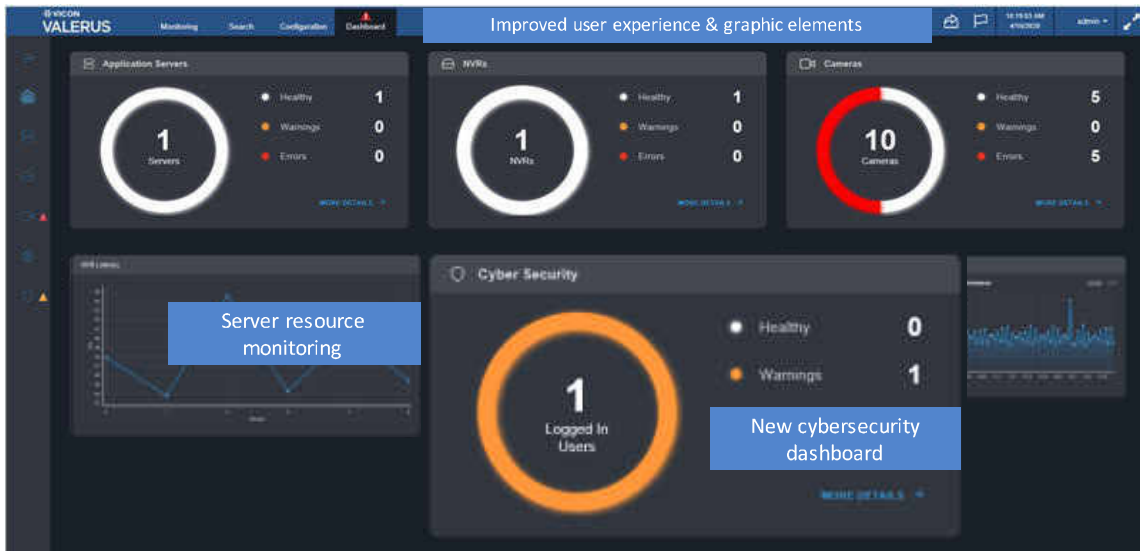 VICON
VALERUS
Monitoring
Search
Configuration
Dashboard
Improved user experience & graphic elements
admin
Application Servers
1
Servers
Healthy 1
Warnings 0
Errors 0
MORE DETAILS
NVRs
1
NVRs
Healthy 1
Warnings 0
Errors 0
MORE DETAILS
Cameras
10
Cameras
Healthy 5
Warnings 0
Errors 5
MORE DETAILS
Server resource
monitoring
Cyber Security
1
Logged In
Users
Healthy 0
Warnings 1
New cybersecurity
dashboard
MORE DETAILS